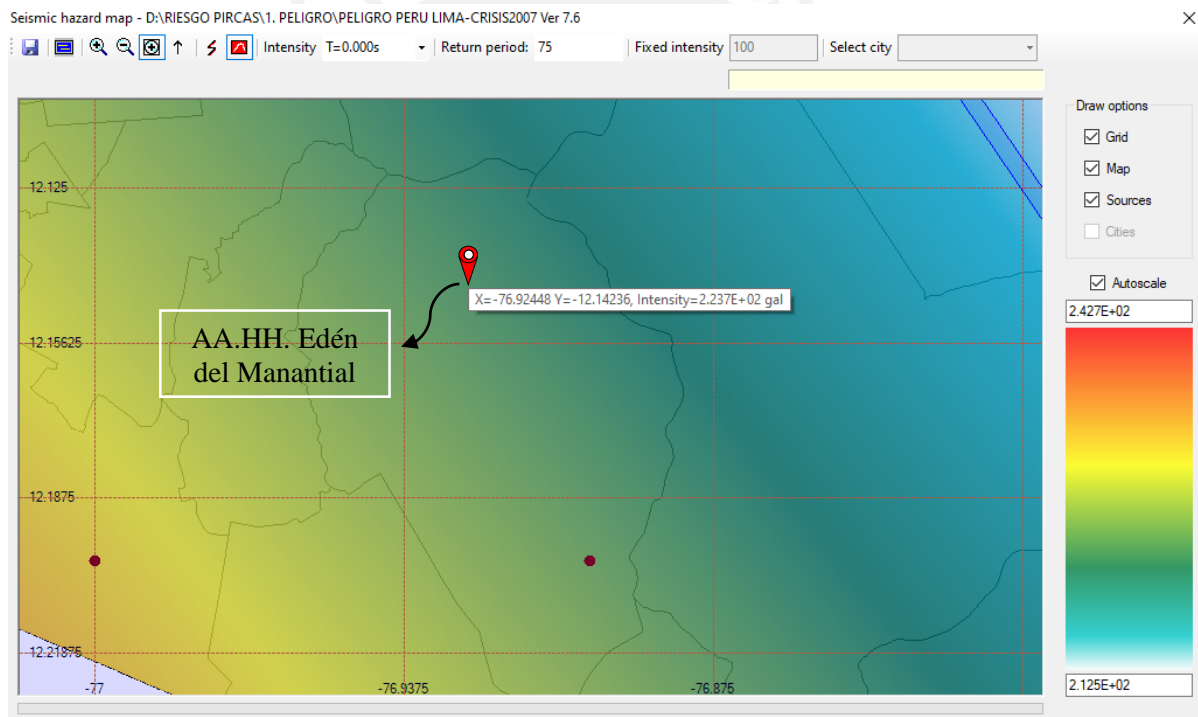 Seismic hazard map - D:\RIESGO PIRCAS\1. PELIGRO\PELIGRO PERU LIMA-CRISIS2007 Ver 7.6
Intensity T=0.000s Return period: 75 Fixed intensity 100 Select city
Draw options
Grid
Map
Sources
Cities
Autoscale
2.427E+02
2.125E+02
-12.125
X=-76.92448 Y=-12.14236, Intensity=2.237E+02 gal
AA.HH. Edén
del Manantial
-12.15625
-12.1875
-12.21875
-77 -76.9375 -76.875